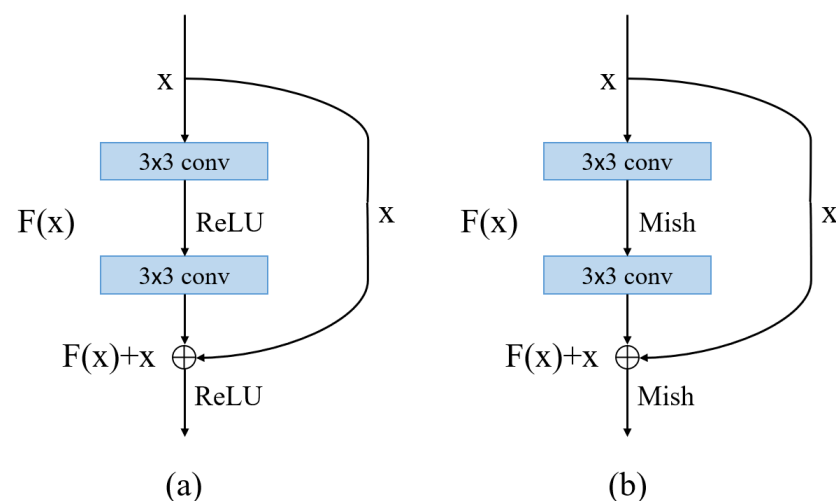 x
3x3 conv
F(x)
ReLU
x
3x3 conv
F(x)+x
ReLU
(a)
x
3x3 conv
F(x)
Mish
x
3x3 conv
F(x)+x
Mish
(b)